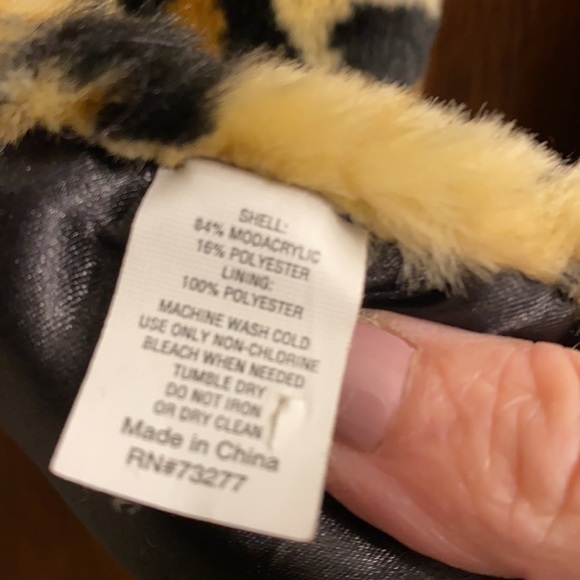 SHELL:
84% MODACRYLIC
16% POLYESTER
LINING:
100% POLYESTER
MACHINE WASH COLD
USE ONLY NON-CHLORINE
BLEACH WHEN NEEDED
TUMBLE DRY
DO NOT IRON
OR DRY CLEAN
Made in China
RN#73277